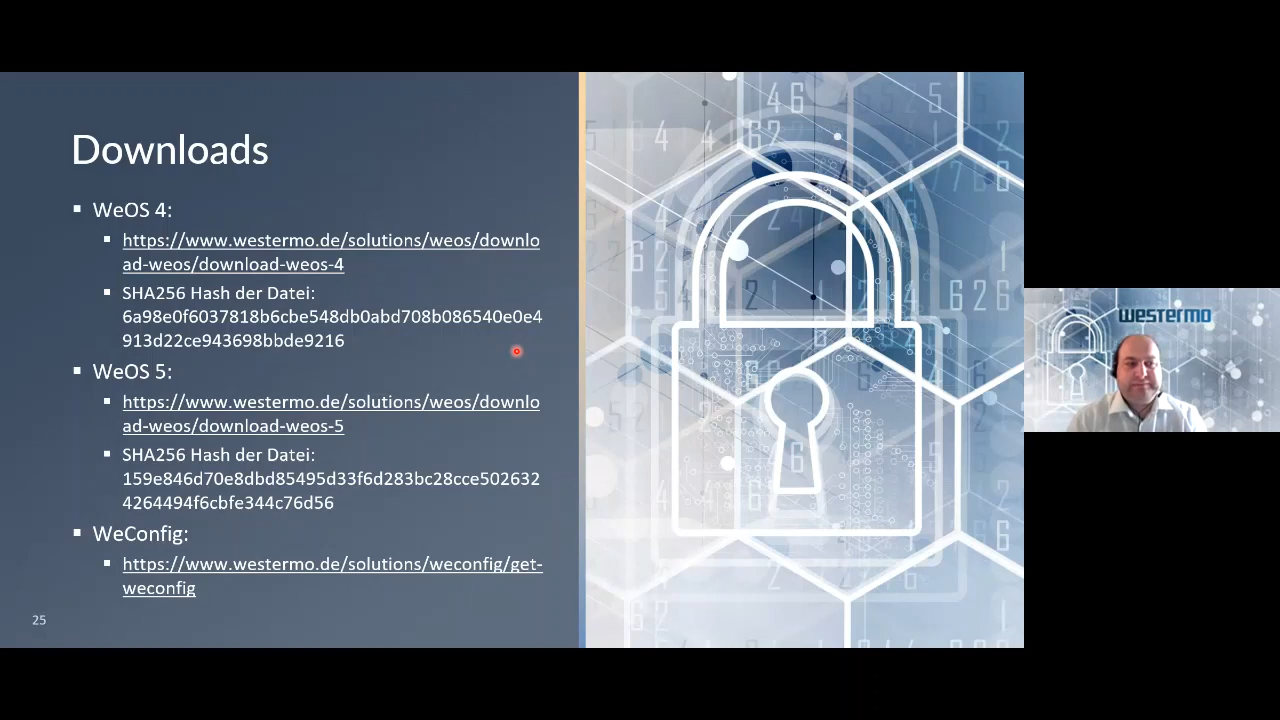 Downloads
WeOS 4:
https://www.westermo.de/solutions/weos/downlo
ad-weos/download-weos-4
SHA256 Hash der Datei:
6a98e0f6037818b6cbe548db0abd708b086540e0e4
913d22ce943698bbde9216
WeOS 5:
https://www.westermo.de/solutions/weos/downlo
ad-weos/download-weos-5
SHA256 Hash der Datei:
159e846d70e8dbd85495d33f6d283bc28cce502632
4264494f6cbfe344c76d56
WeConfig:
https://www.westermo.de/solutions/weconfig/get-
weconfig
25
westermo